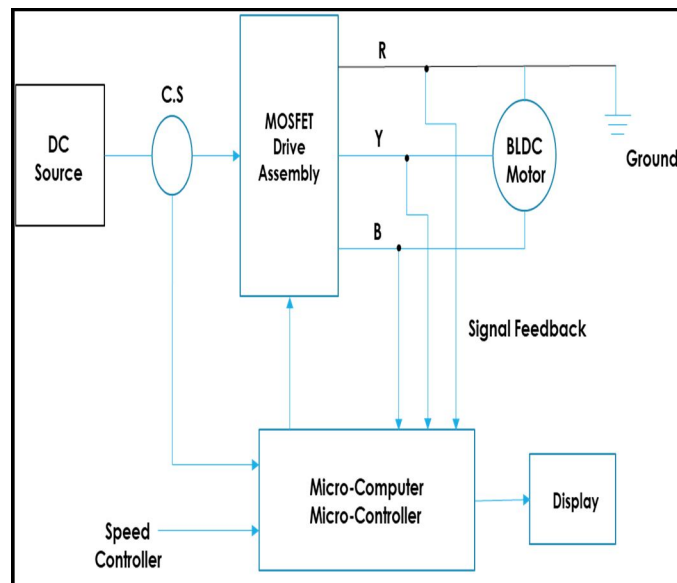 DC
Source
C.S
MOSFET
Drive
Assembly
R
Y
B
BLDC
Motor
Ground
Signal Feedback
Micro-Computer
Micro-Controller
Speed
Controller
Display